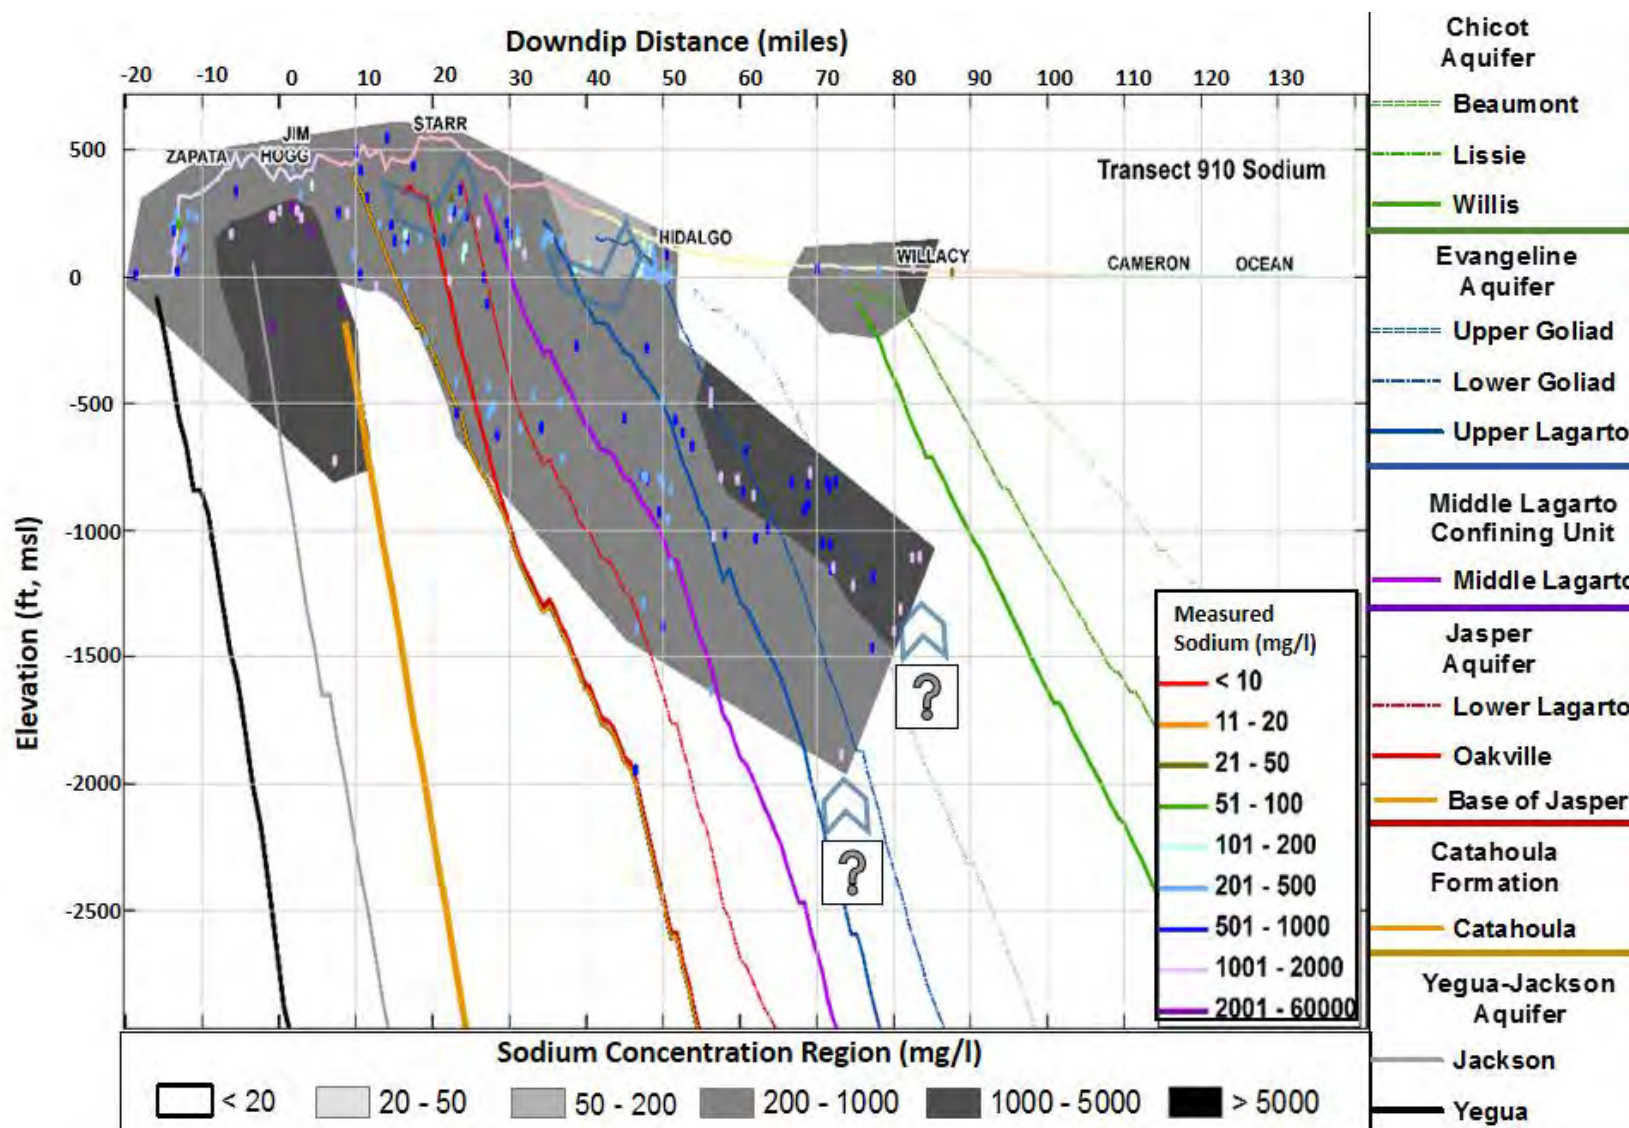 Downdip Distance (miles)
-20 -10 0 10 20 30 40 50 60 70 80 90 100 110 120 130
500
0
-500
-1000
-1500
-2000
-2500
Elevation (ft, msl)
ZAPATA
JIM
HOGG
STARR
HIDALGO
WILLACY
CAMERON
OCEAN
Transect 910 Sodium
?
?
Measured
Sodium (mg/l)
< 10
11 - 20
21 - 50
51 - 100
101 - 200
201 - 500
501 - 1000
1001 - 2000
2001 - 60000
Sodium Concentration Region (mg/l)
< 20
20 - 50
50 - 200
200 - 1000
1000 - 5000
> 5000
Chicot
Aquifer
Beaumont
Lissie
Willis
Evangeline
Aquifer
Upper Goliad
Lower Goliad
Upper Lagarto
Middle Lagarto
Confining Unit
Middle Lagarto
Jasper
Aquifer
Lower Lagarto
Oakville
Base of Jasper
Catahoula
Formation
Catahoula
Yegua-Jackson
Aquifer
Jackson
Yegua